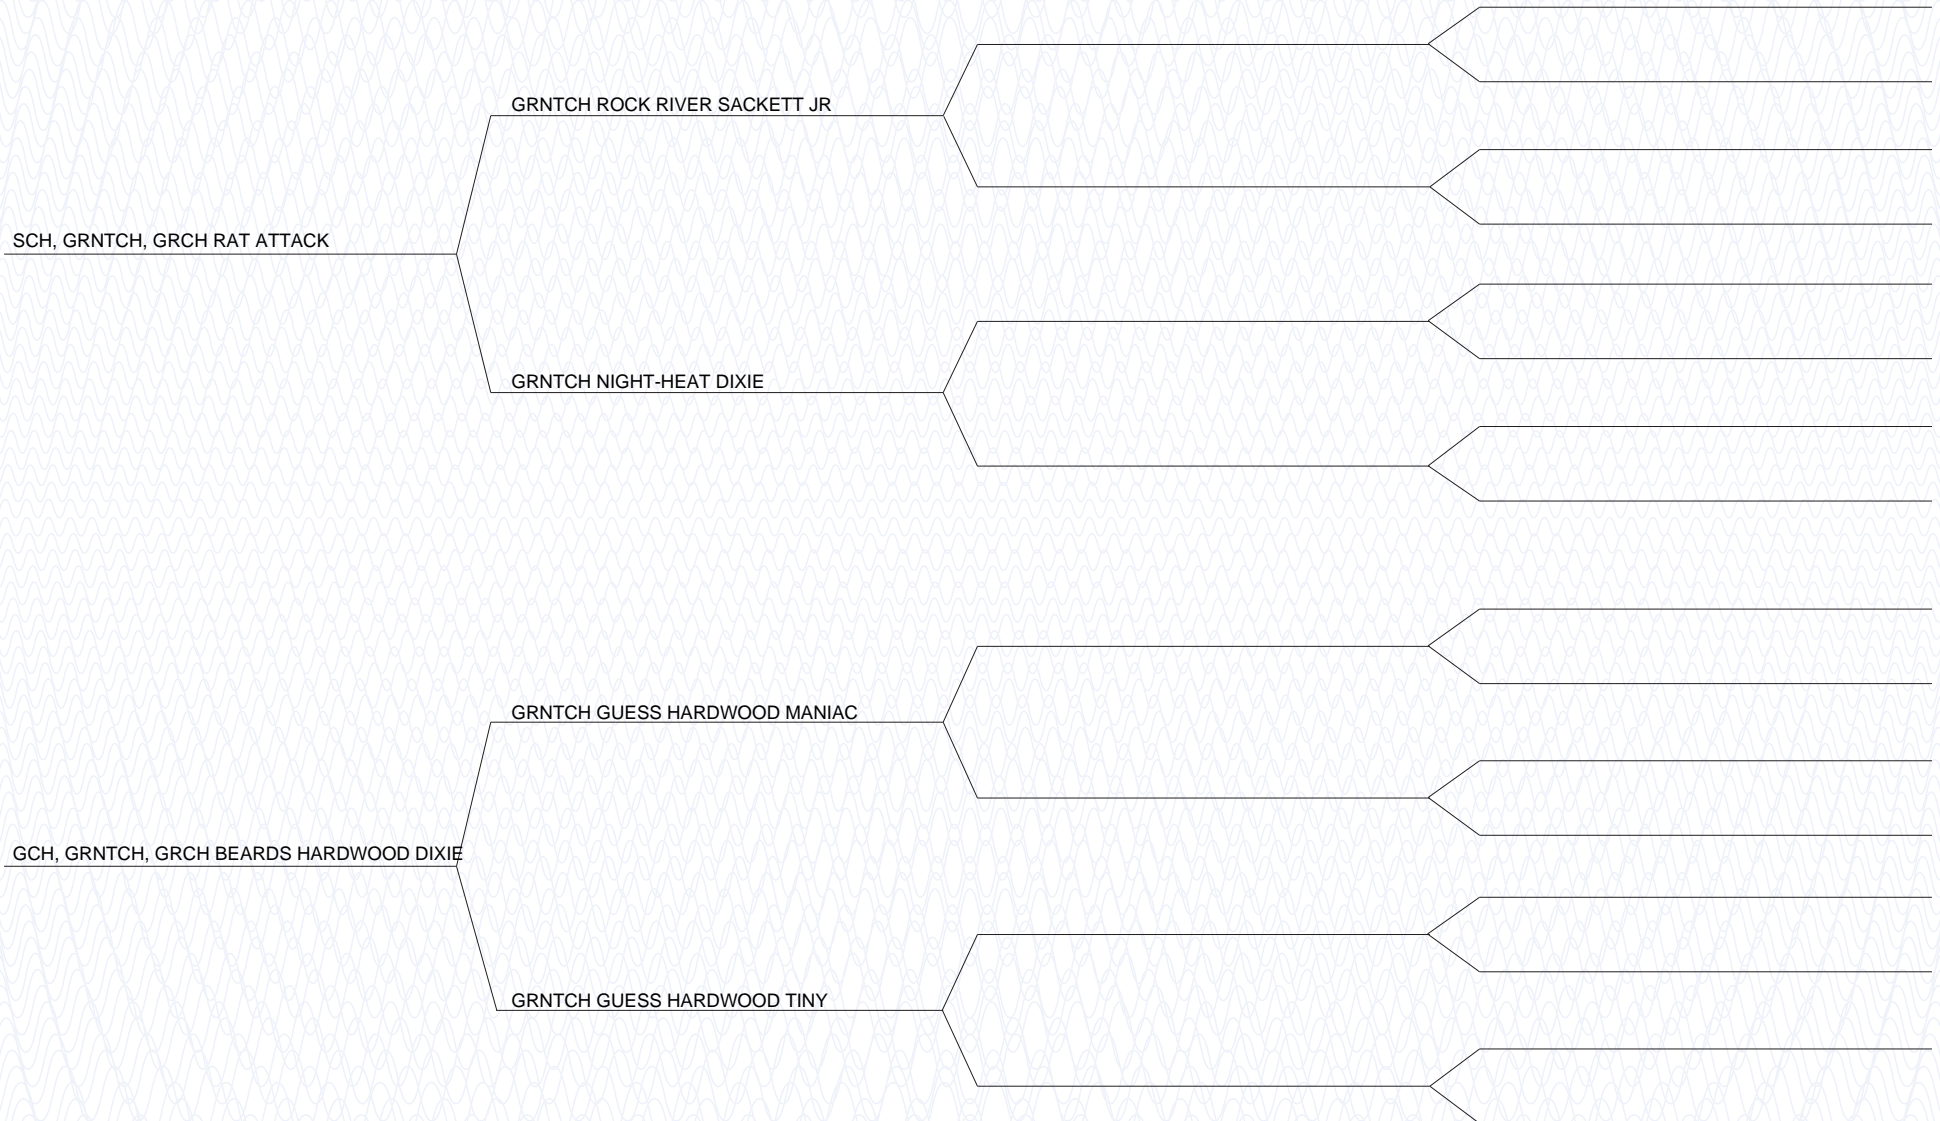 GRNTCH ROCK RIVER SACKETT JR
SCH, GRNTCH, GRCH RAT ATTACK
GRNTCH NIGHT-HEAT DIXIE
GRNTCH GUESS HARDWOOD MANIAC
GCH, GRNTCH, GRCH BEARDS HARDWOOD DIXIE
GRNTCH GUESS HARDWOOD TINY